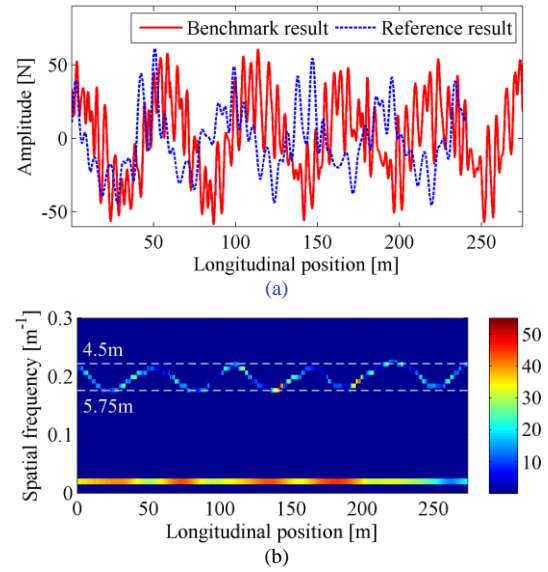 Benchmark result Reference result
50
0
-50
Amplitude [N]
50 100 150 200 250
Longitudinal position [m]
(a)
0.3
0.2
0.1
0
Spatial frequency [m-1]
4.5m
5.75m
0 50 100 150 200 250
Longitudinal position [m]
50
40
30
20
10
(b)